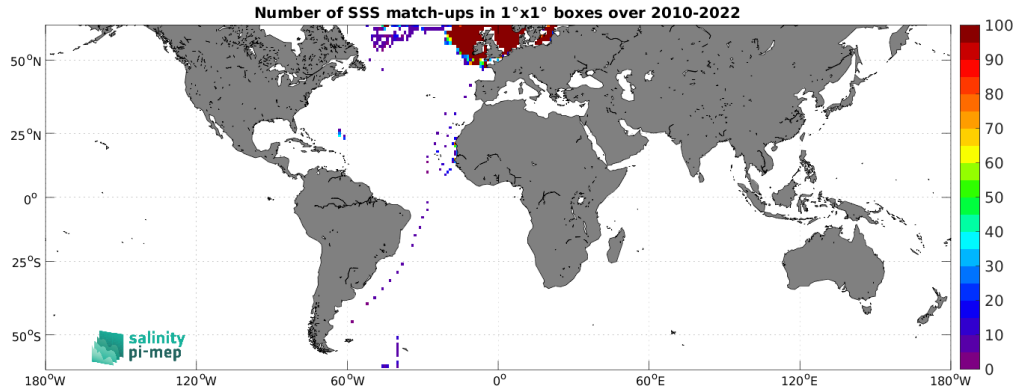 Number of SSS match-ups in 1°x1° boxes over 2010-2022
50°N
25°N
0°
25°S
50°S
180°W
120°W
60°W
0°
60°E
120°E
180°W
100
90
80
70
60
50
40
30
20
10
0
salinity
pi-mep